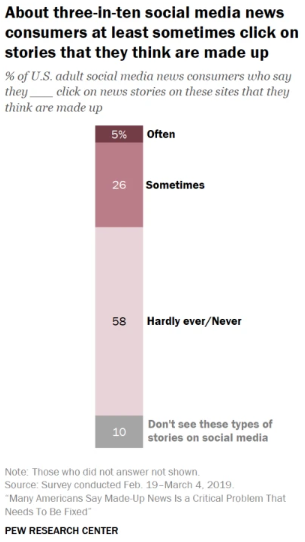 About three-in-ten social media news
consumers at least sometimes click on
stories that they think are made up
% of U.S. adult social media news consumers who say
they ___ click on news stories on these sites that they
think are made up
5% Often
26 Sometimes
58 Hardly ever/Never
Don't see these types of
10 stories on social media
Note: Those who did not answer not shown.
Source: Survey conducted Feb. 19–March 4, 2019.
"Many Americans Say Made-Up News Is a Critical Problem That
Needs To Be Fixed"
PEW RESEARCH CENTER